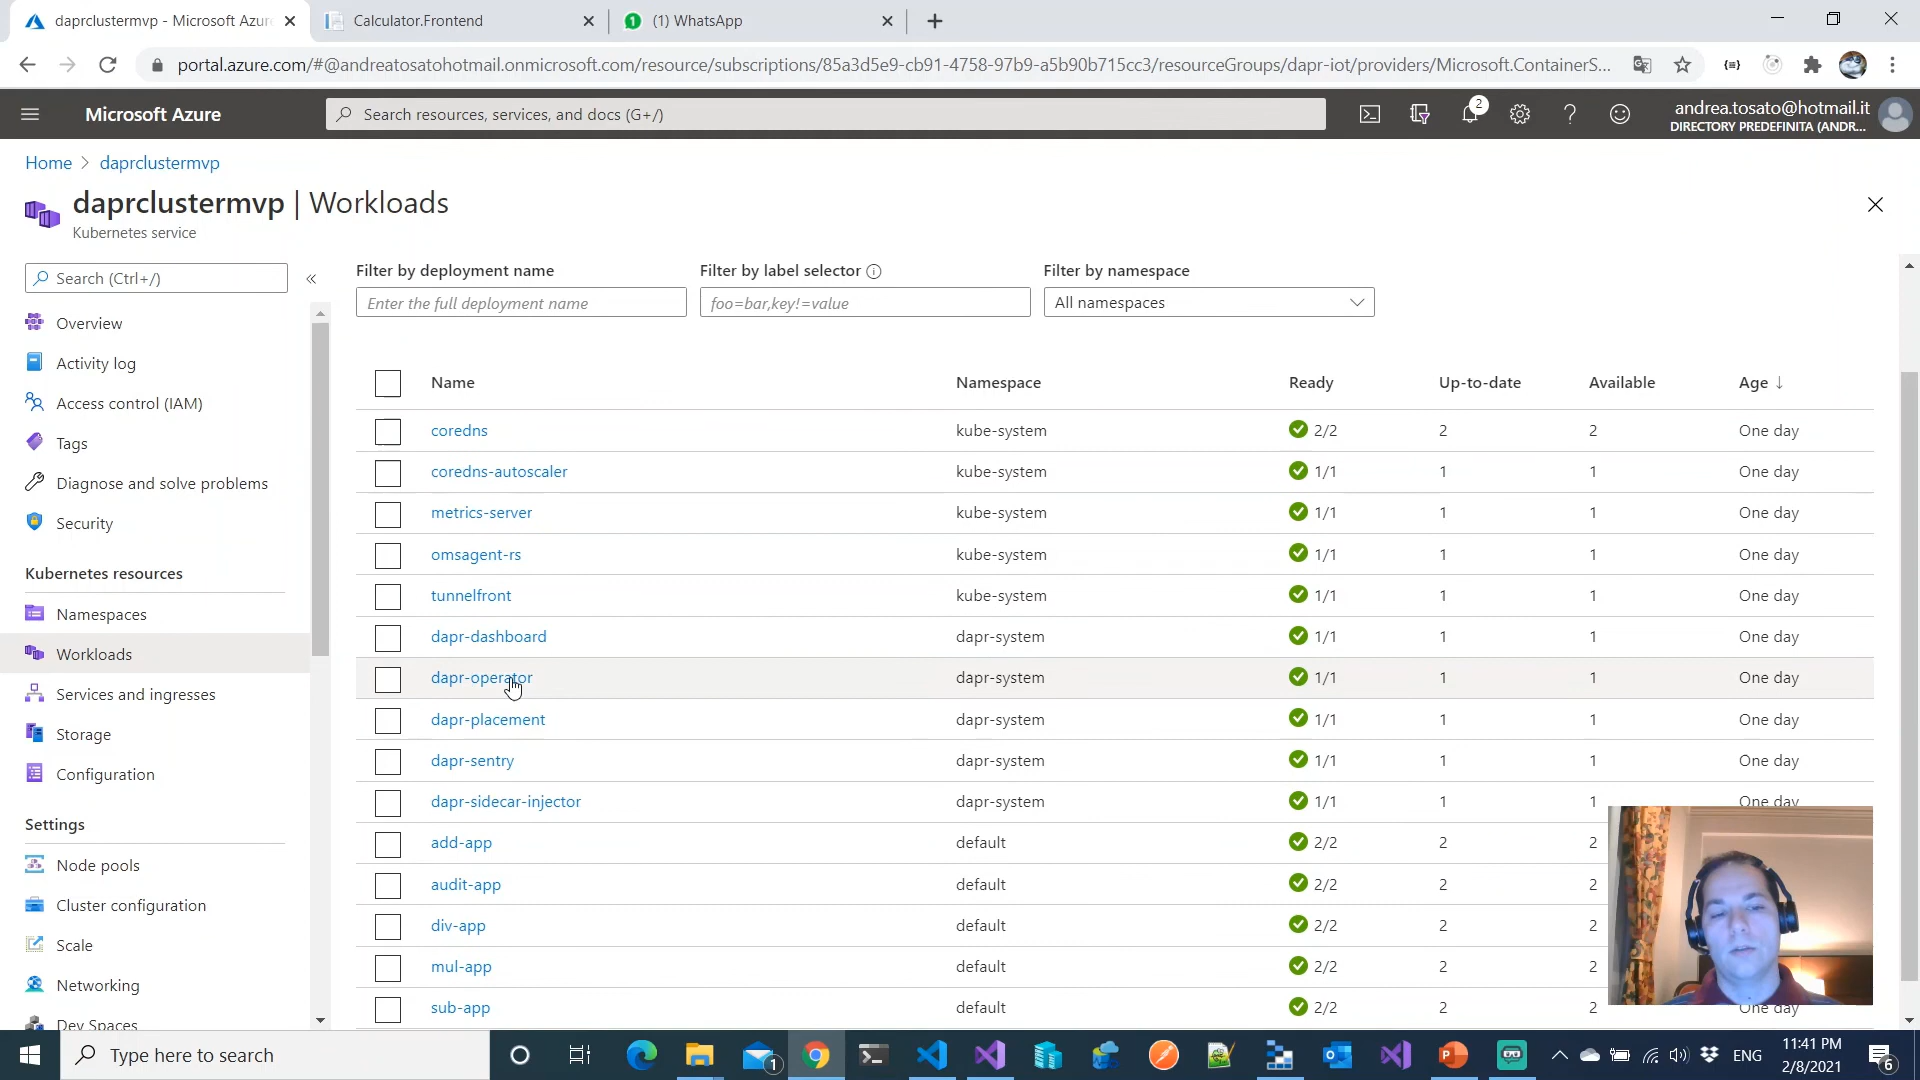 daprclustermvp - Microsoft Azu
Calculator.Frontend
(1) WhatsApp
portal.azure.com/#@andreatosatohotmail.onmicrosoft.com/resource/subscriptions/85a3d5e9-cb91-4758-97b9-a5b90b715cc3/resourceGroups/dapr-iot/providers/Microsoft.ContainerS...
Microsoft Azure
Search resources, services, and docs (G+/)
2
andrea.tosato@hotmail.it
DIRECTORY PREDEFINITA (ANDR...
Home > daprclustermvp
daprclustermvp | Workloads
Kubernetes service
Search (Ctrl+/)
«
Overview
Activity log
Access control (IAM)
Tags
Diagnose and solve problems
Security
Kubernetes resources
Namespaces
Workloads
Services and ingresses
Storage
Configuration
Settings
Node pools
Cluster configuration
Scale
Networking
Dev Spaces
Filter by deployment name
Enter the full deployment name
Filter by label selector
foo=bar,key!=value
Filter by namespace
All namespaces
Name Namespace Ready Up-to-date Available Age ↓
coredns kube-system 2/2 2 2 One day
coredns-autoscaler kube-system 1/1 1 1 One day
metrics-server kube-system 1/1 1 1 One day
omsagent-rs kube-system 1/1 1 1 One day
tunnelfront kube-system 1/1 1 1 One day
dapr-dashboard dapr-system 1/1 1 1 One day
dapr-operator dapr-system 1/1 1 1 One day
dapr-placement dapr-system 1/1 1 1 One day
dapr-sentry dapr-system 1/1 1 1 One day
dapr-sidecar-injector dapr-system 1/1 1 1 One day
add-app default 2/2 2 2
audit-app default 2/2 2 2
div-app default 2/2 2 2
mul-app default 2/2 2 2
sub-app default 2/2 2 2 One day
Type here to search
1
ENG
11:41 PM
2/8/2021
6